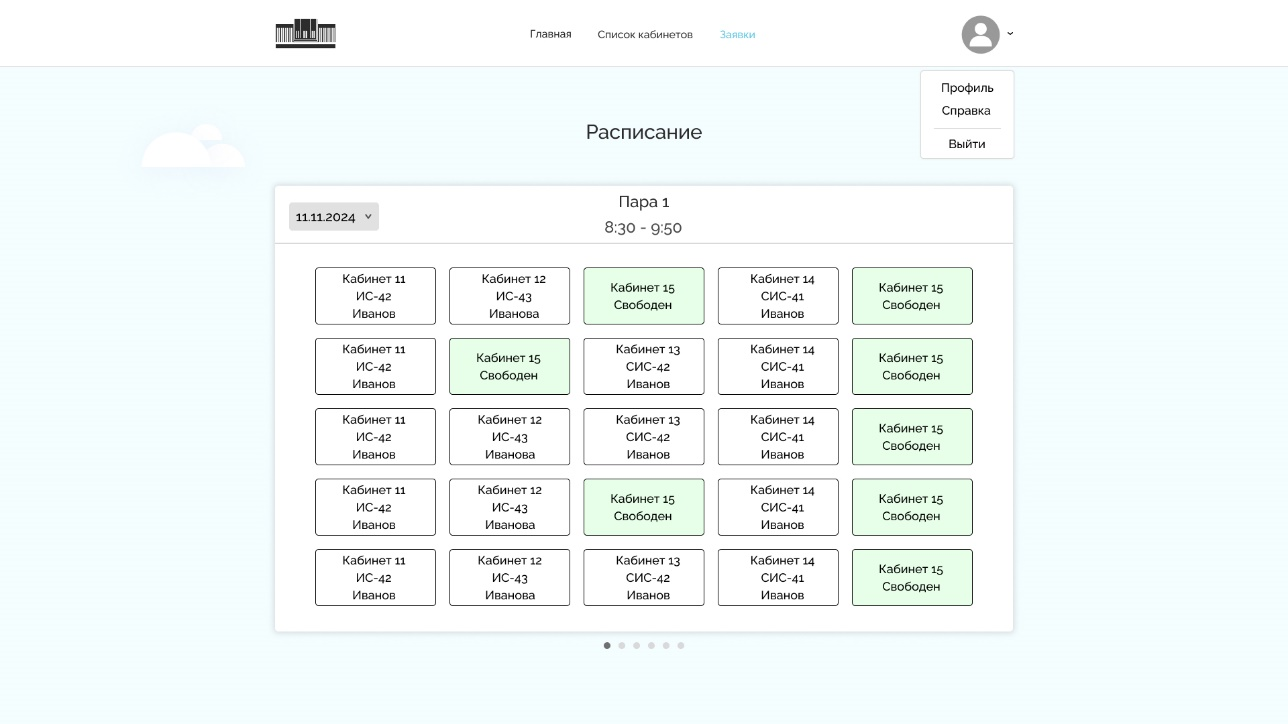 Главная
Список кабинетов
Заявки
Профиль
Справка
Выйти
Расписание
11.11.2024
Пара 1
8:30 - 9:50
Кабинет 11
ИС-42
Иванов
Кабинет 12
ИС-43
Иванова
Кабинет 15
Свободен
Кабинет 14
СИС-41
Иванов
Кабинет 15
Свободен
Кабинет 11
ИС-42
Иванов
Кабинет 15
Свободен
Кабинет 13
СИС-42
Иванов
Кабинет 14
СИС-41
Иванов
Кабинет 15
Свободен
Кабинет 11
ИС-42
Иванов
Кабинет 12
ИС-43
Иванова
Кабинет 13
СИС-42
Иванов
Кабинет 14
СИС-41
Иванов
Кабинет 15
Свободен
Кабинет 11
ИС-42
Иванов
Кабинет 12
ИС-43
Иванова
Кабинет 15
Свободен
Кабинет 14
СИС-41
Иванов
Кабинет 15
Свободен
Кабинет 11
ИС-42
Иванов
Кабинет 12
ИС-43
Иванова
Кабинет 13
СИС-42
Иванов
Кабинет 14
СИС-41
Иванов
Кабинет 15
Свободен